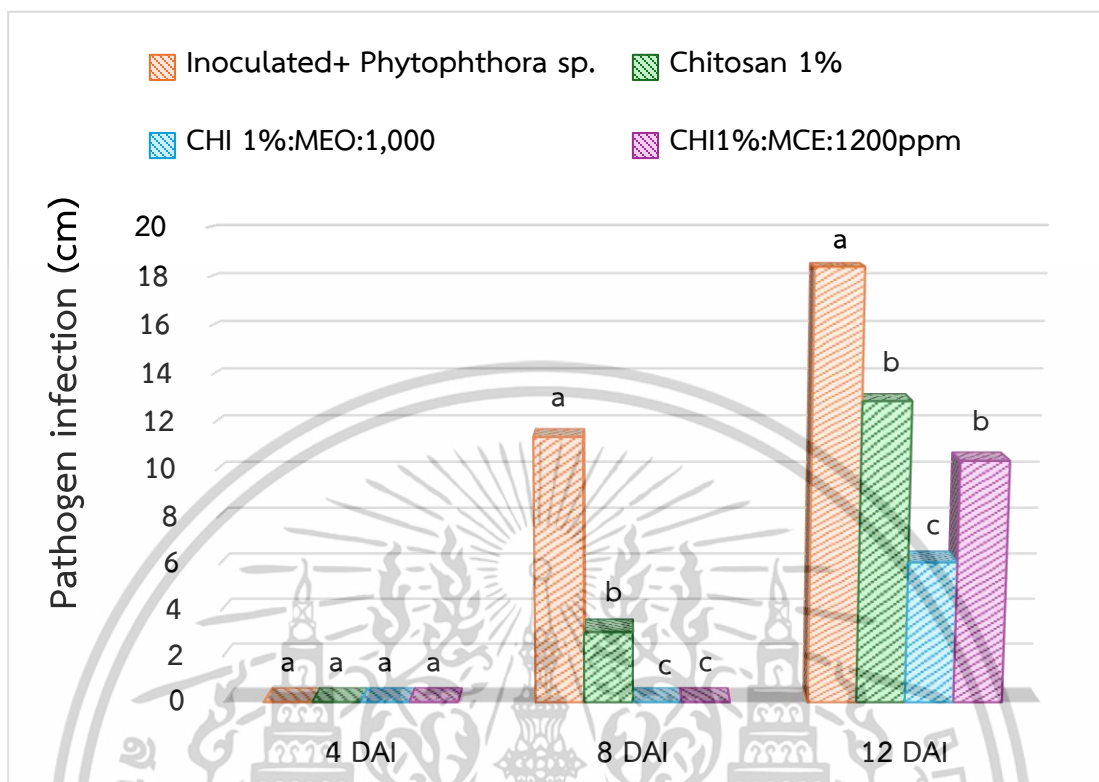 Inoculated+ Phytophthora sp. Chitosan 1%
CHI 1%:MEO:1,000 CHI1%:MCE:1200ppm
Pathogen infection (cm)
20
18
16
14
12
10
8
6
4
2
0
a a a a
a b c c
a b c b
4 DAI 8 DAI 12 DAI